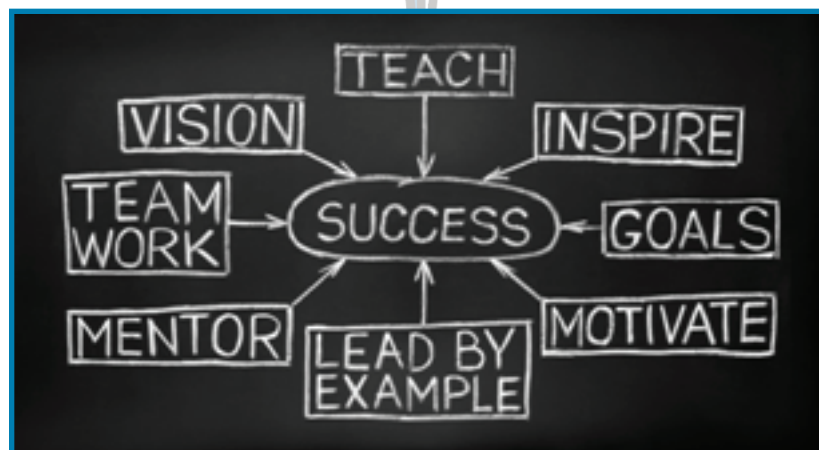 TEACH
VISION
INSPIRE
TEAM
WORK
SUCCESS
GOALS
MENTOR
LEAD BY
EXAMPLE
MOTIVATE